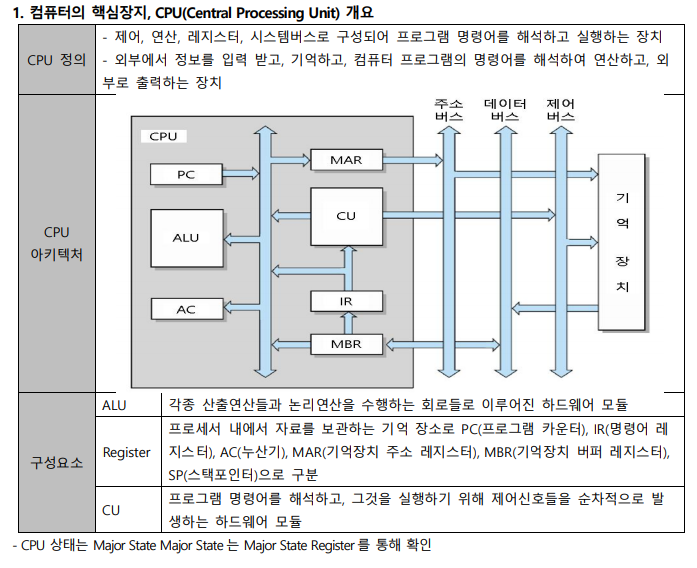 1. 컴퓨터의 핵심장치, CPU(Central Processing Unit) 개요
CPU 정의
- 제어, 연산, 레지스터, 시스템버스로 구성되어 프로그램 명령어를 해석하고 실행하는 장치
- 외부에서 정보를 입력 받고, 기억하고, 컴퓨터 프로그램의 명령어를 해석하여 연산하고, 외
부로 출력하는 장치
CPU
아키텍처
주소
버스
데이터
버스
제어
버스
CPU
PC
MAR
ALU
CU
AC
IR
MBR
기
억
장
치
구성요소
ALU
각종 산출연산들과 논리연산을 수행하는 회로들로 이루어진 하드웨어 모듈
Register
프로세서 내에서 자료를 보관하는 기억 장소로 PC(프로그램 카운터), IR(명령어 레
지스터), AC(누산기), MAR(기억장치 주소 레지스터), MBR(기억장치 버퍼 레지스터),
SP(스택포인터)으로 구분
CU
프로그램 명령어를 해석하고, 그것을 실행하기 위해 제어신호들을 순차적으로 발
생하는 하드웨어 모듈
- CPU 상태는 Major State Major State 는 Major State Register 를 통해 확인